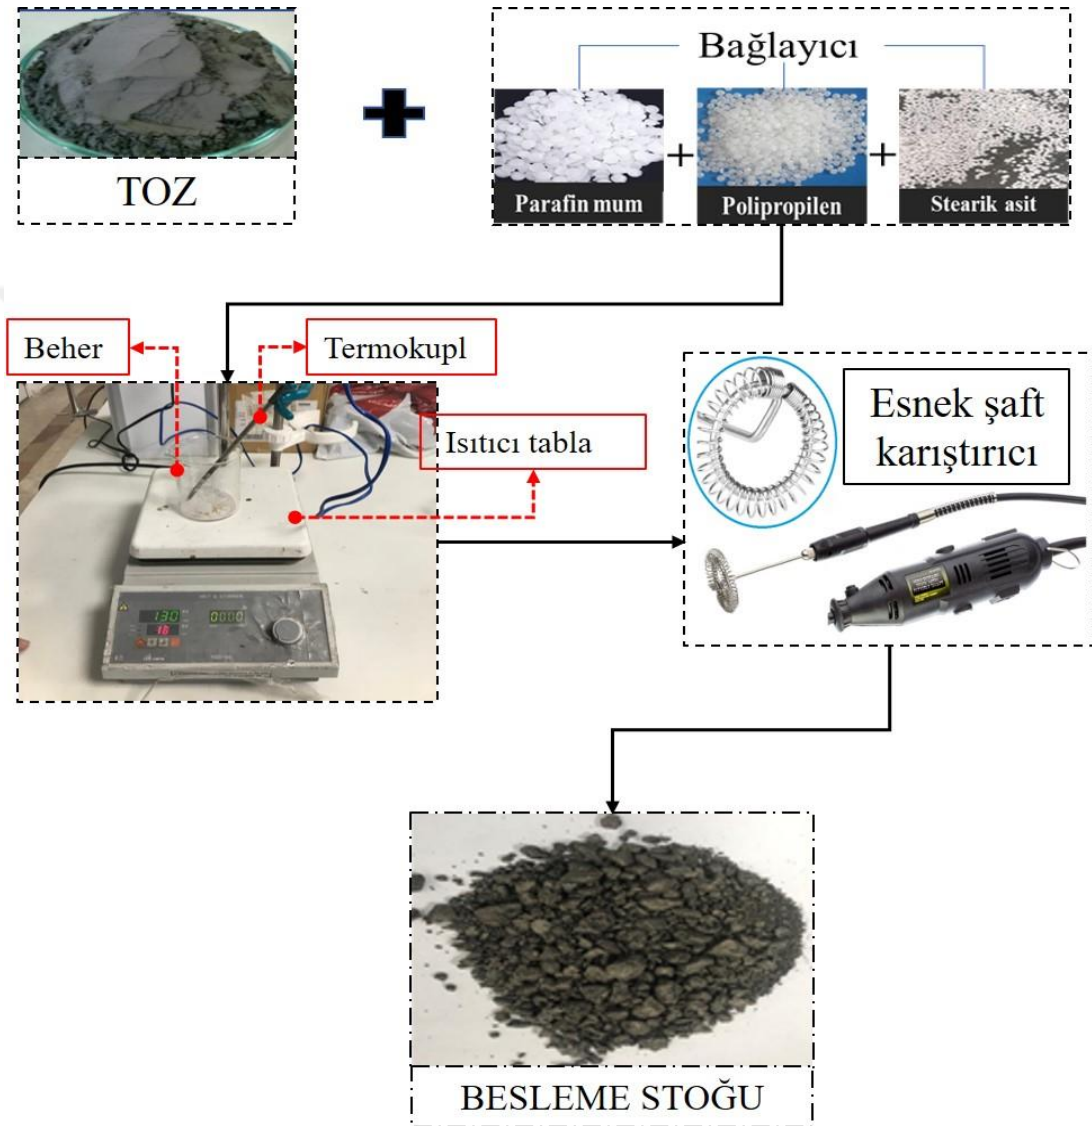 Bağlayıcı
TOZ
+
+
Parafin mum
Polipropilen
Stearik asit
Beher
Termokupl
Isıtıcı tabla
Esnek şaft
karıştırıcı
130
18
0000
BESLEME STOĞU